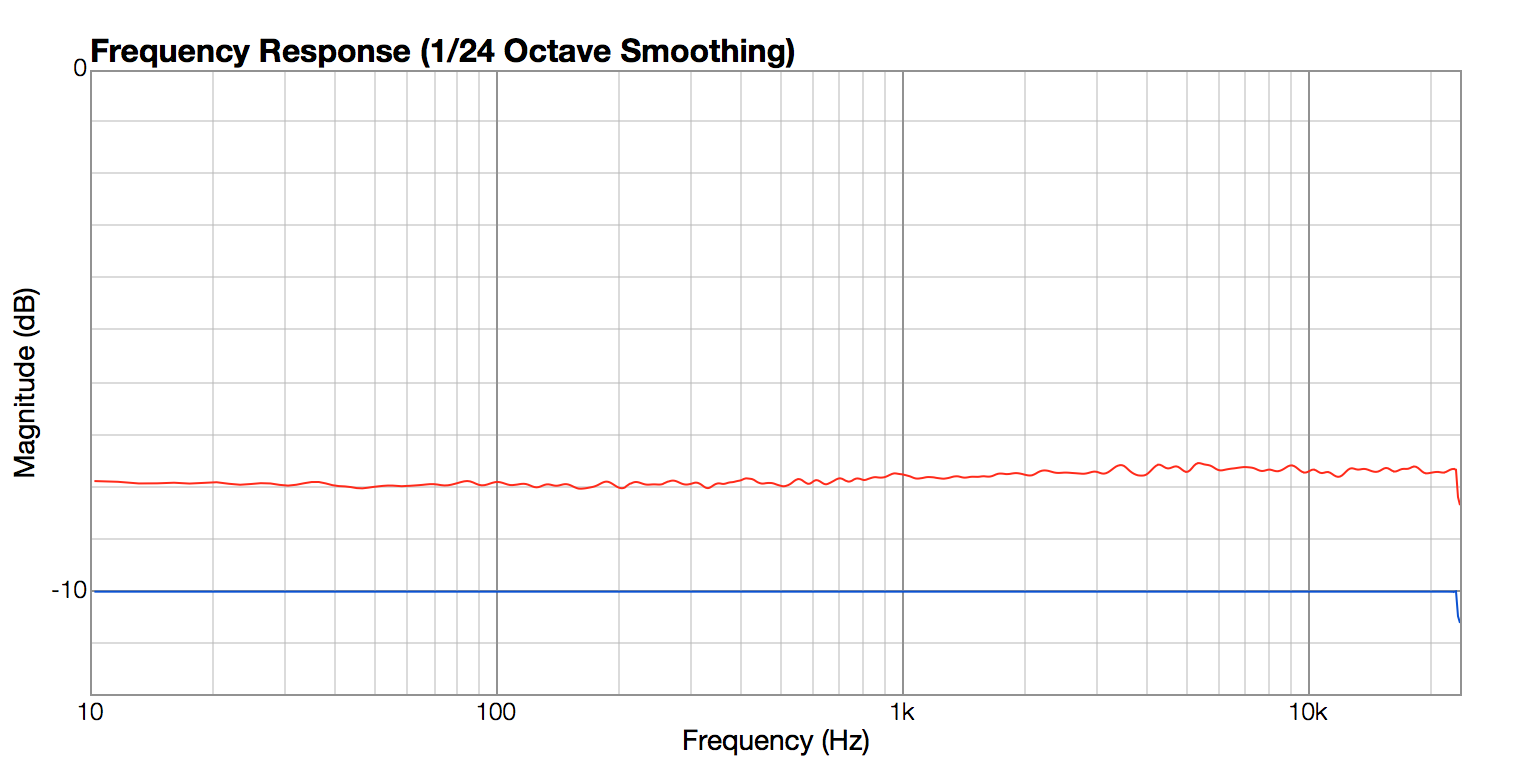 Frequency Response (1/24 Octave Smoothing)
0
Magnitude (dB)
-10
10 100 1k 10k
Frequency (Hz)